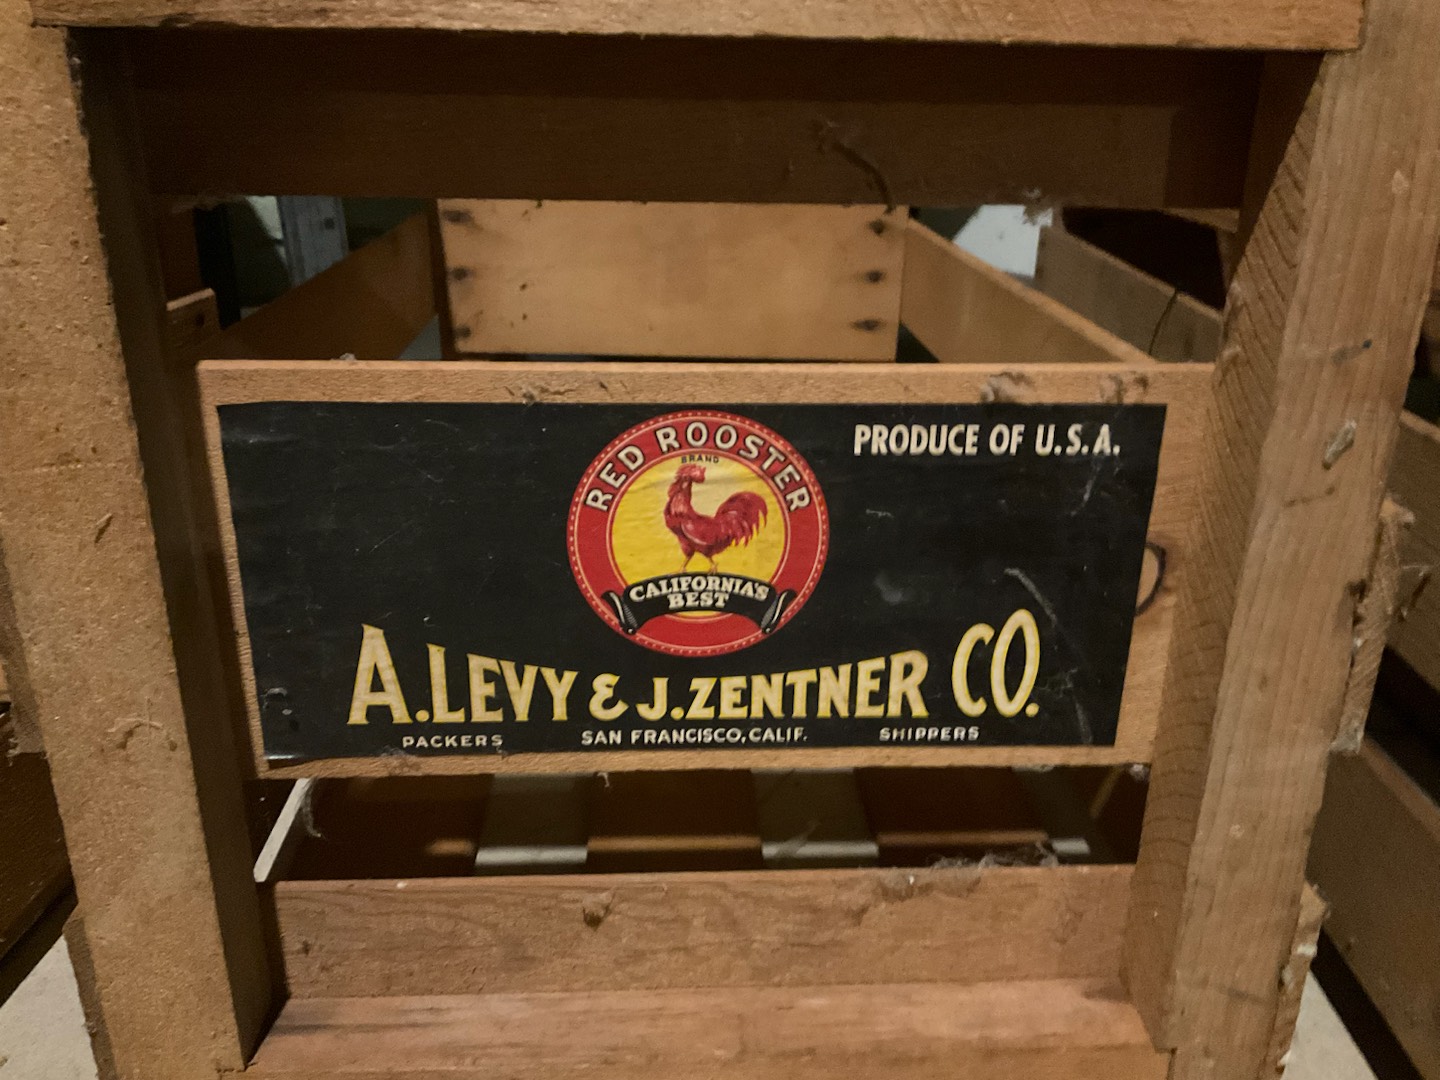 PRODUCE OF U.S.A.
RED ROOSTER
BRAND
CALIFORNIA'S
BEST
A. LEVY & J. ZENTNER CO.
PACKERS SAN FRANCISCO, CALIF. SHIPPERS